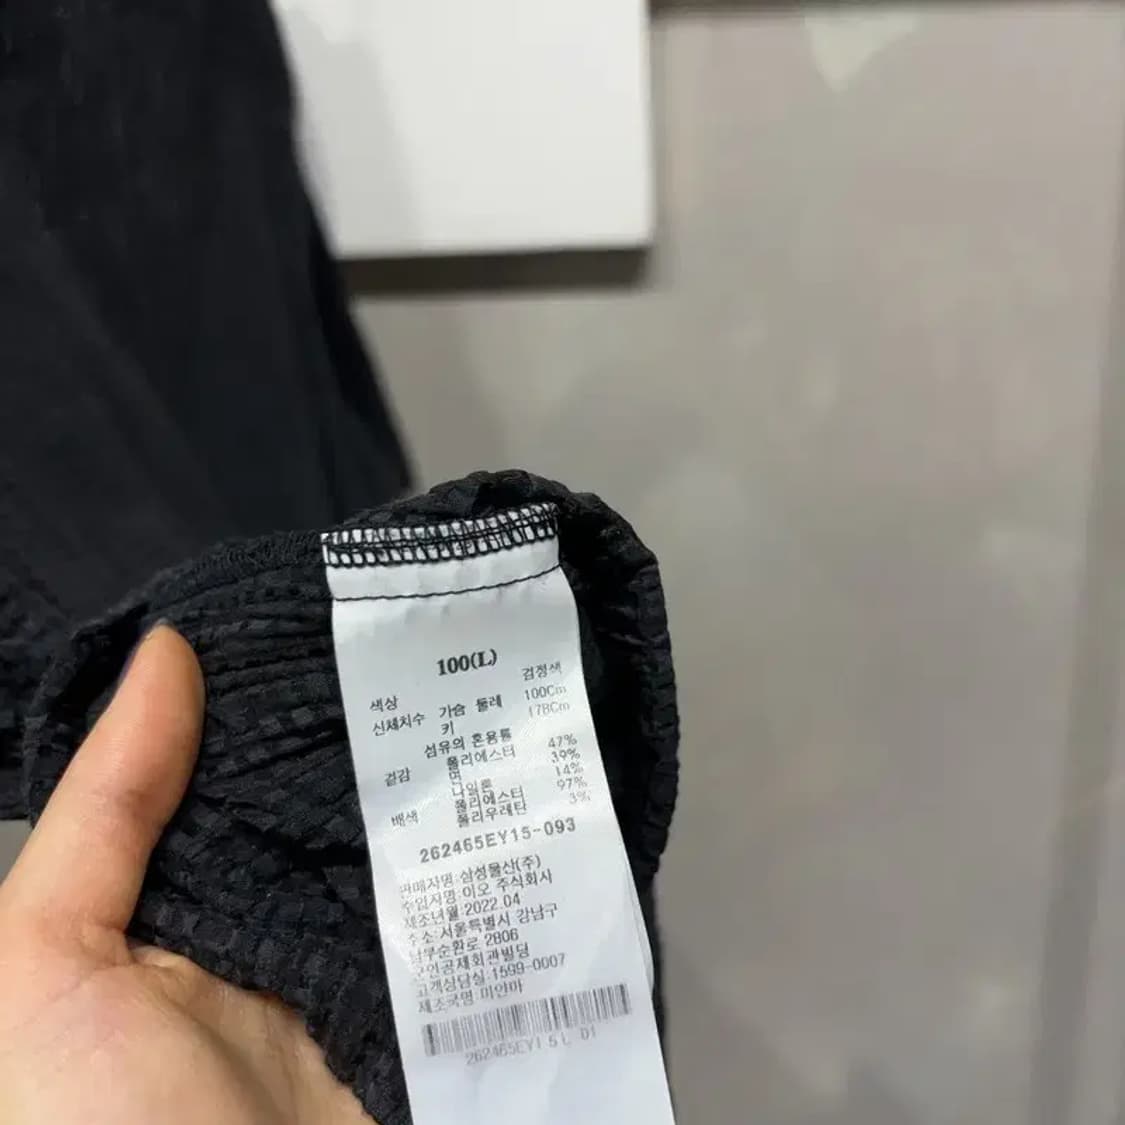 100(L)
색상 검정색
신체치수 가슴 둘레 100Cm
키 178Cm
섬유의 혼용률
겉감 폴리에스터 47%
면 39%
나일론 14%
배색 폴리에스터 97%
폴리우레탄 3%
262465EY15-093
판매자명:삼성물산(주)
수입자명:이오 주식회사
제조년월:2022.04
주소:서울특별시 강남구
남부순환로 2806
군인공제회관빌딩
고객상담실:1599-0007
제조국명:미얀마
262465EY15L 01